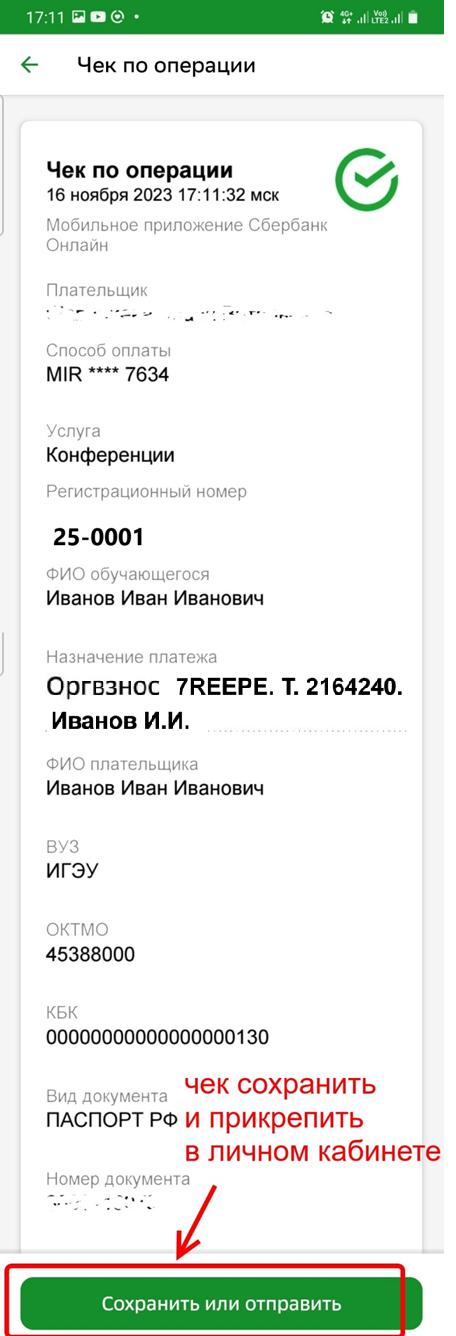 17:11
4G+ Vo)) LTE2
Чек по операции
Чек по операции
16 ноября 2023 17:11:32 мск
Мобильное приложение Сбербанк
Онлайн
Плательщик
Способ оплаты
MIR **** 7634
Услуга
Конференции
Регистрационный номер
25-0001
ФИО обучающегося
Иванов Иван Иванович
Назначение платежа
Оргвзнос 7REEPE. Т. 2164240.
Иванов И.И.
ФИО плательщика
Иванов Иван Иванович
ВУЗ
ИГЭУ
ОКТМО
45388000
КБК
00000000000000000130
Вид документа
ПАСПОРТ РФ
чек сохранить
и прикрепить
в личном кабинете
Номер документа
Сохранить или отправить